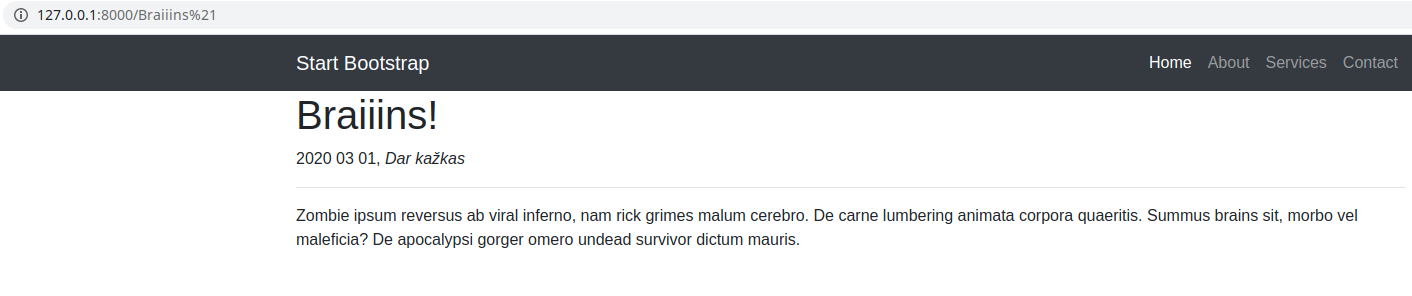 127.0.0.1:8000/Braiiins%21
Start Bootstrap Home About Services Contact
Braiiins!
2020 03 01, Dar kažkas
Zombie ipsum reversus ab viral inferno, nam rick grimes malum cerebro. De carne lumbering animata corpora quaeritis. Summus brains sit, morbo vel
maleficia? De apocalypsi gorger omero undead survivor dictum mauris.